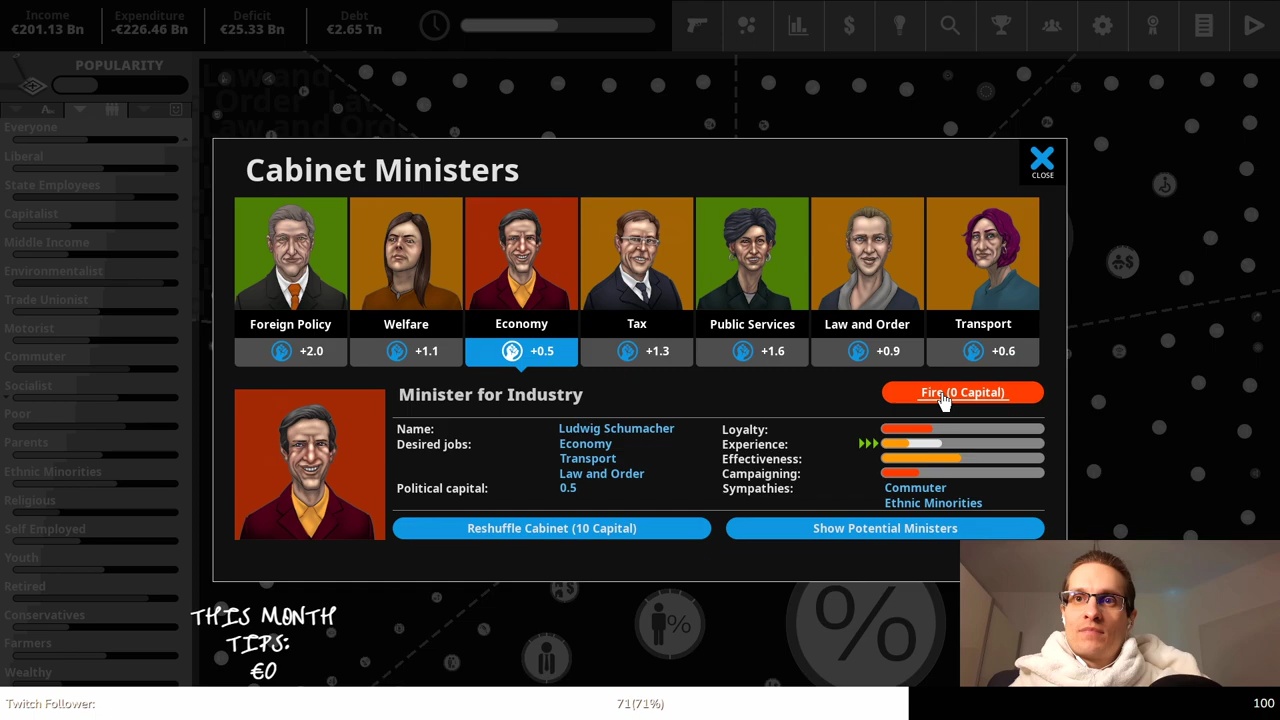 Income
Expenditure
Deficit
Debt
€201.13 Bn
-€226.46 Bn
€25.33 Bn
€2.65 Tn
POPULARITY
Everyone
Liberal
State Employees
Capitalist
Middle Income
Environmentalist
Trade Unionist
Motorist
Commuter
Socialist
Poor
Parents
Ethnic Minorities
Religious
Self Employed
Youth
Retired
Conservatives
Farmers
Wealthy
Law and
Order
Law and Ord
Cabinet Ministers
CLOSE
Foreign Policy
Welfare
Economy
Tax
Public Services
Law and Order
Transport
+2.0
+1.1
+0.5
+1.3
+1.6
+0.9
+0.6
Minister for Industry
Fire (0 Capital)
Name:
Ludwig Schumacher
Desired jobs:
Economy
Transport
Law and Order
Political capital:
0.5
Loyalty:
Experience:
Effectiveness:
Campaigning:
Sympathies:
Commuter
Ethnic Minorities
Reshuffle Cabinet (10 Capital)
Show Potential Ministers
THIS MONTH
TIPS:
€0
%
%
Twitch Follower:
71(71%)
100